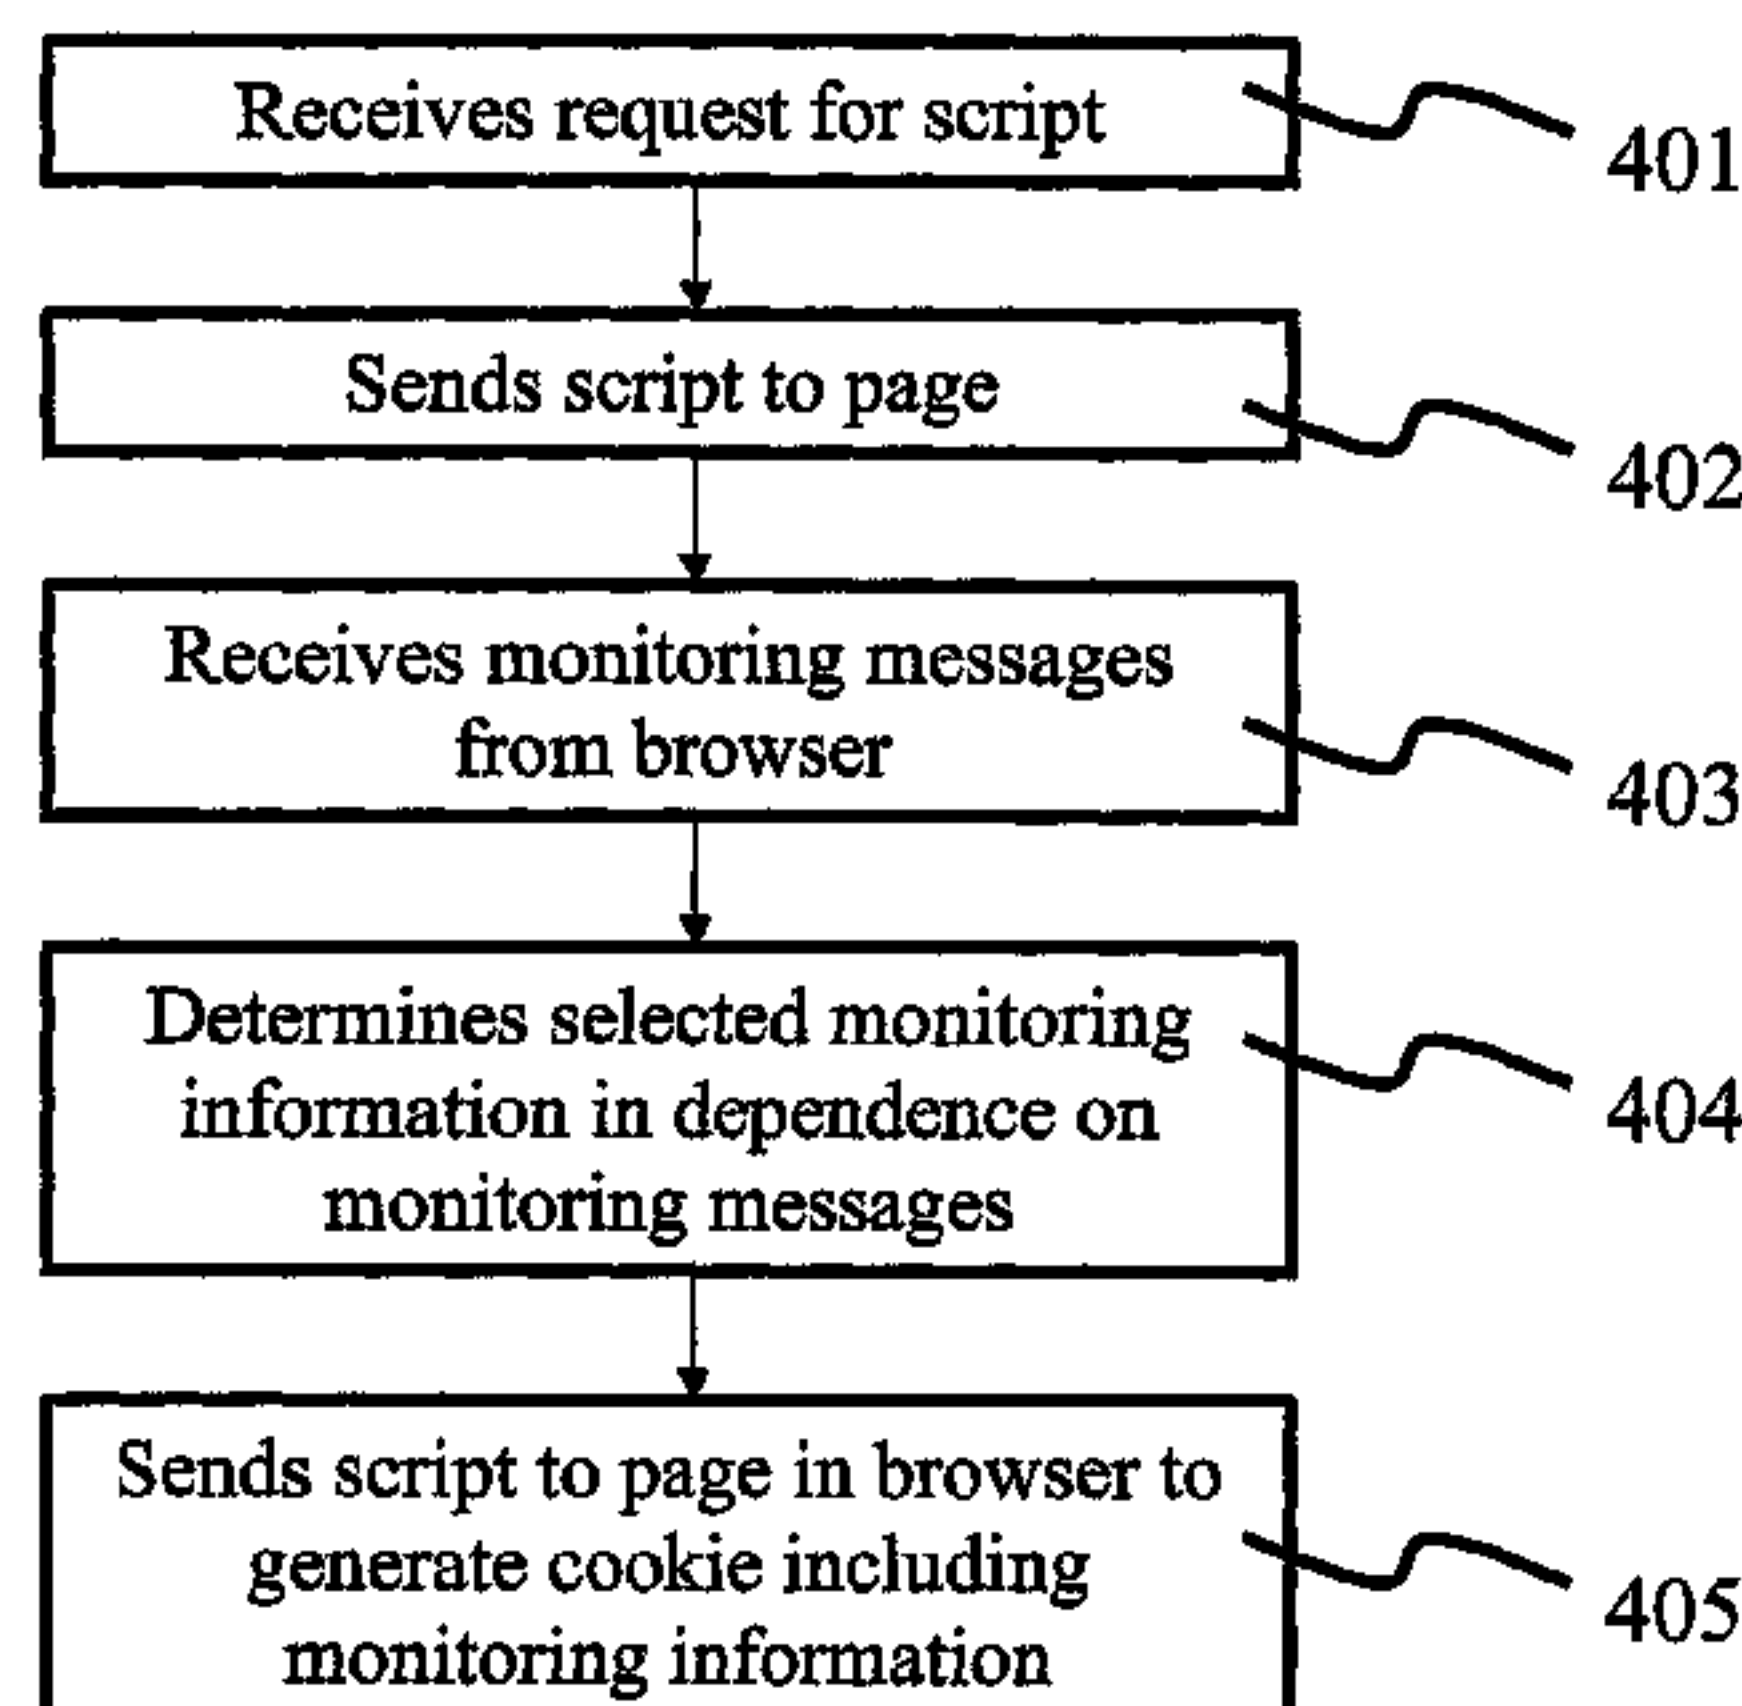 Receives request for script
401
Sends script to page
402
Receives monitoring messages
from browser
403
Determines selected monitoring
information in dependence on
monitoring messages
404
Sends script to page in browser to
generate cookie including
monitoring information
405